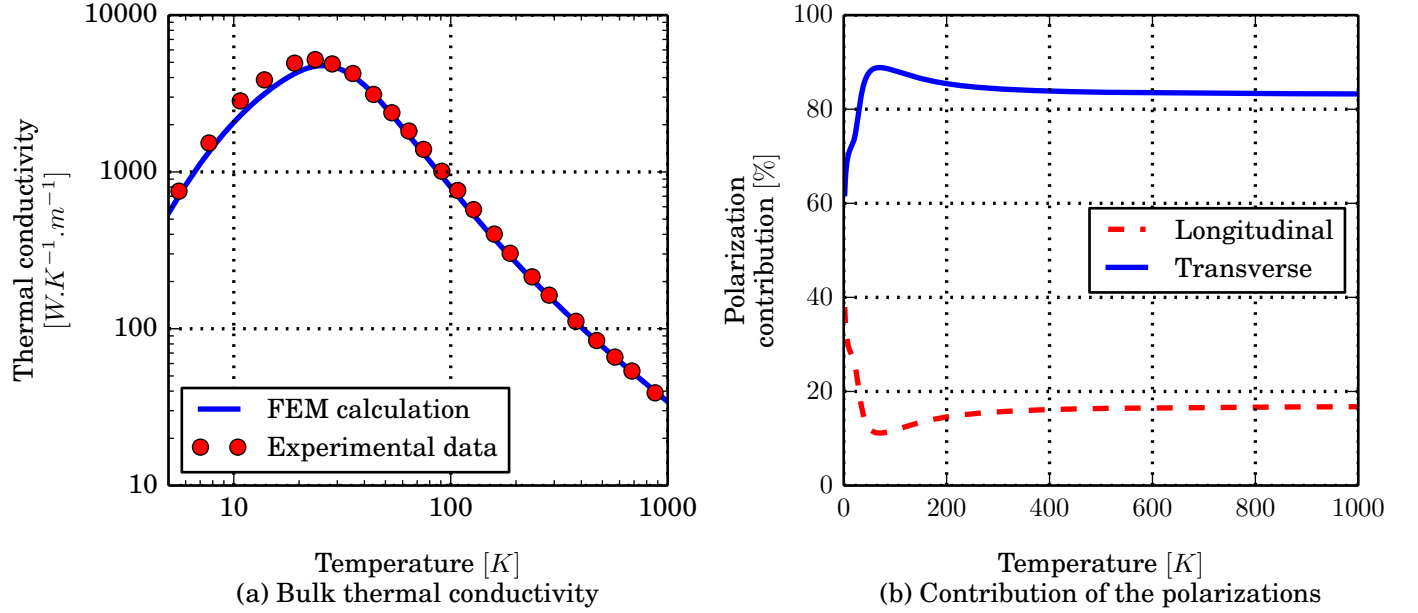 10000
1000
100
10
10
100
1000
Thermal conductivity
[W.K⁻¹.m⁻¹]
FEM calculation
Experimental data
Temperature [K]
(a) Bulk thermal conductivity
100
80
60
40
20
0
0
200
400
600
800
1000
Polarization
contribution [%]
Longitudinal
Transverse
Temperature [K]
(b) Contribution of the polarizations